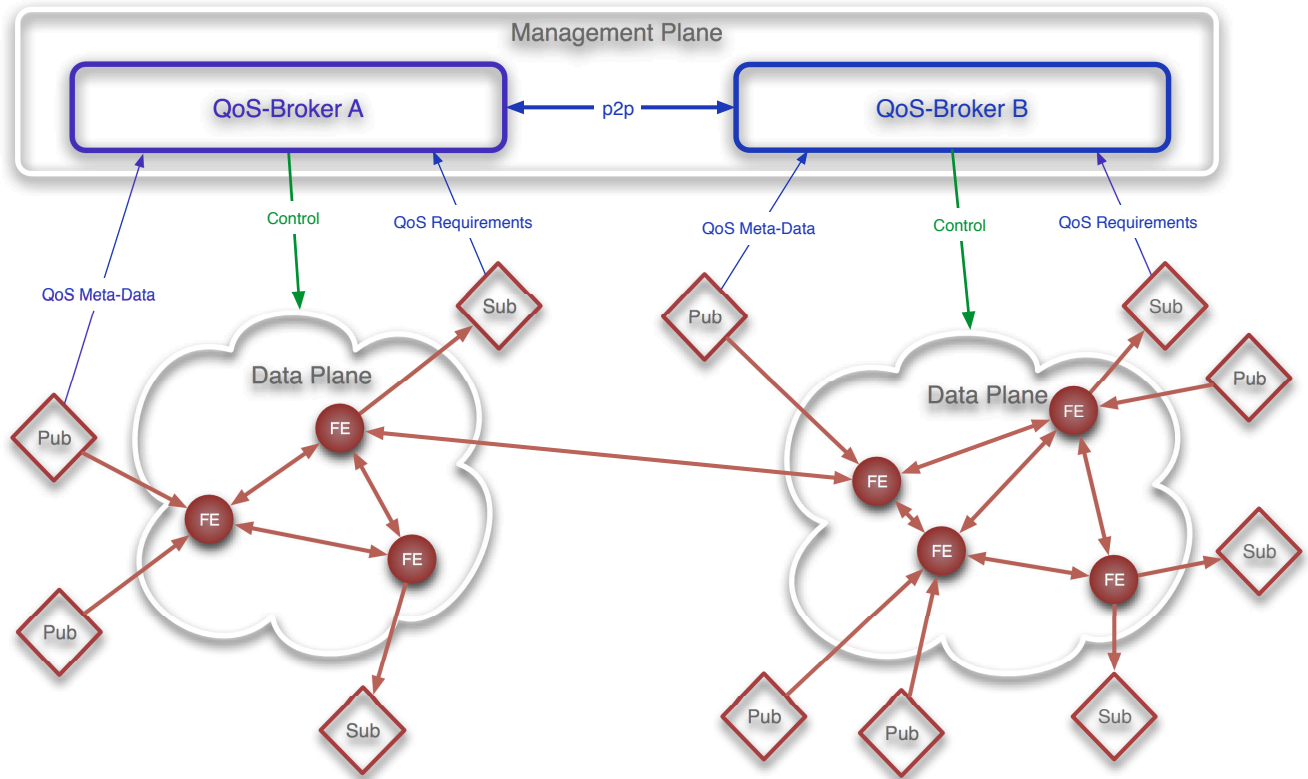 Management Plane
QoS-Broker A
p2p
QoS-Broker B
Control
QoS Requirements
QoS Meta-Data
Control
QoS Requirements
QoS Meta-Data
Sub
Pub
Sub
Data Plane
Pub
Data Plane
FE
FE
Pub
FE
FE
FE
FE
Sub
FE
Pub
Sub
Pub
Pub
Sub